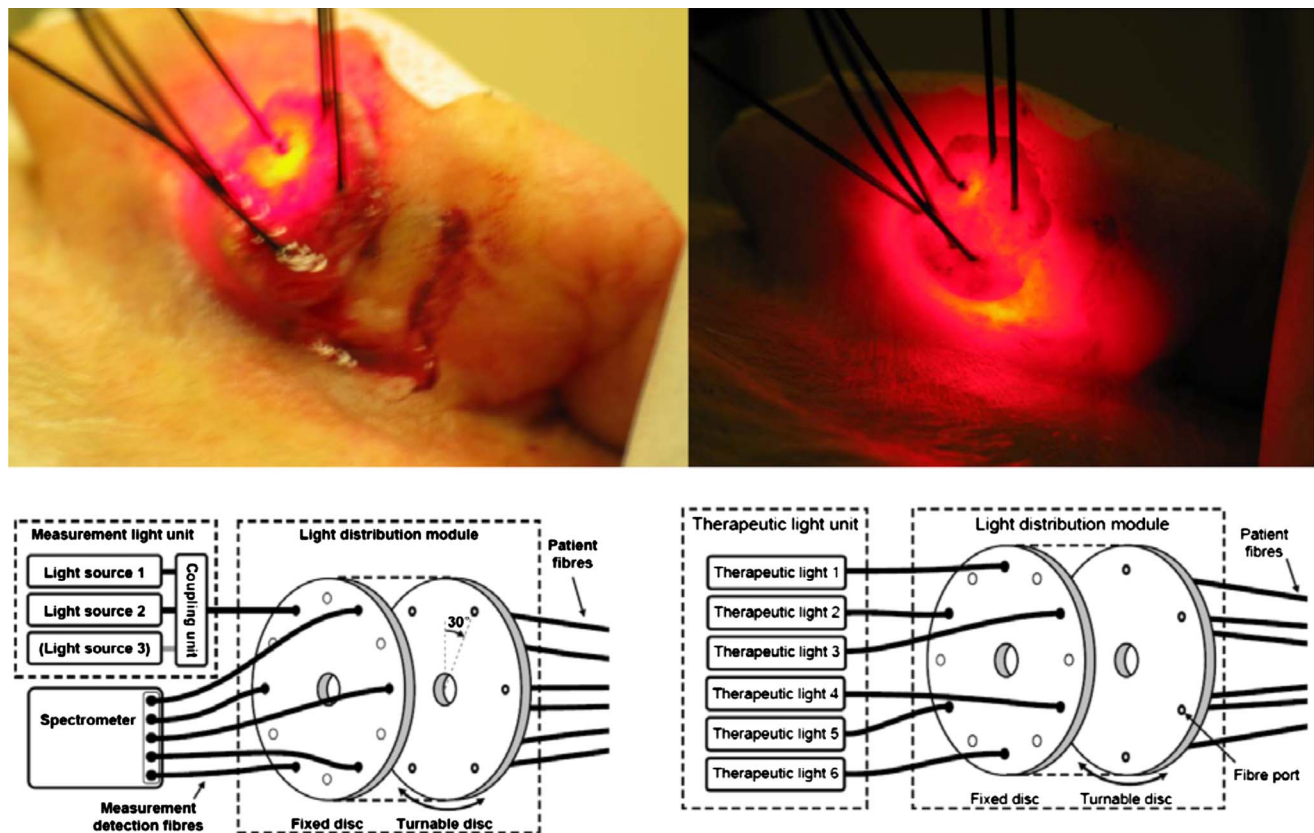 Measurement light unit
Light source 1
Light source 2
(Light source 3)
Coupling unit
Spectrometer
Measurement
detection fibres
Light distribution module
30°
Fixed disc
Turnable disc
Patient
fibres
Therapeutic light unit
Therapeutic light 1
Therapeutic light 2
Therapeutic light 3
Therapeutic light 4
Therapeutic light 5
Therapeutic light 6
Light distribution module
Fixed disc
Turnable disc
Patient
fibres
Fibre port